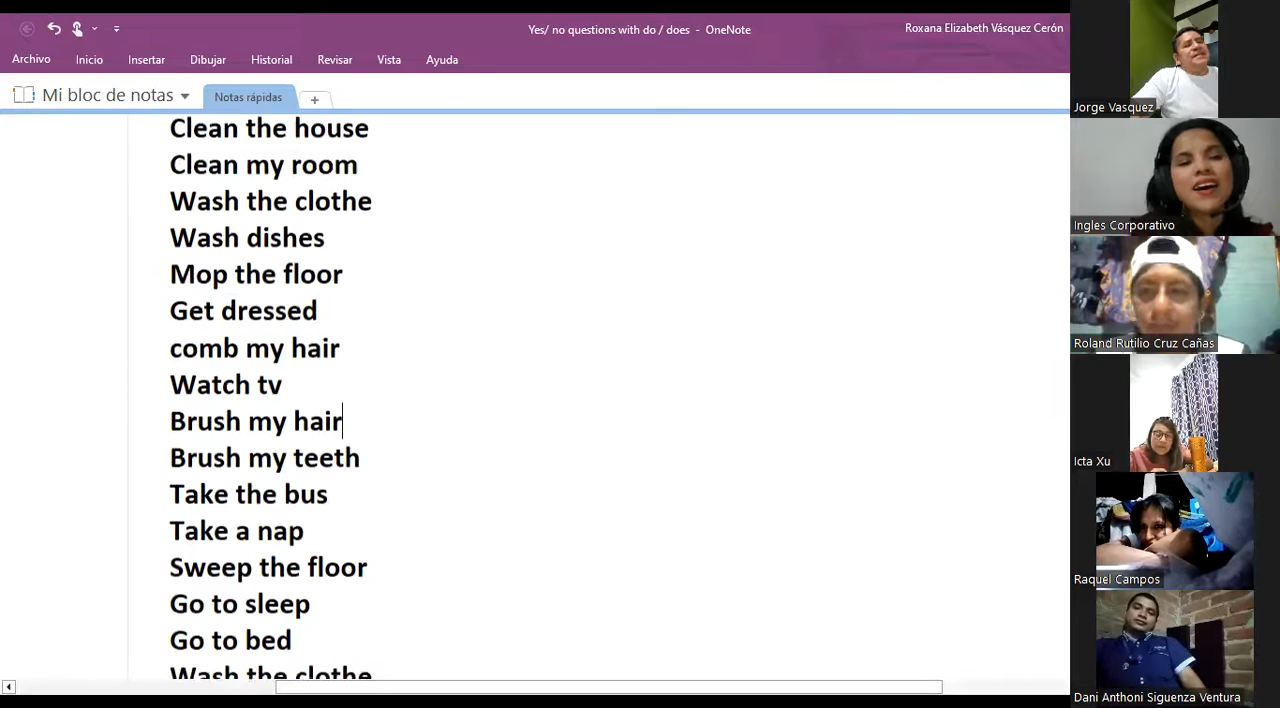 Yes/ no questions with do / does - OneNote
Roxana Elizabeth Vásquez Cerón
Archivo Inicio Insertar Dibujar Historial Revisar Vista Ayuda
Mi bloc de notas Notas rápidas
Clean the house
Clean my room
Wash the clothe
Wash dishes
Mop the floor
Get dressed
comb my hair
Watch tv
Brush my hair
Brush my teeth
Take the bus
Take a nap
Sweep the floor
Go to sleep
Go to bed
Wash the clothe
Jorge Vasquez
Ingles Corporativo
Roland Rutilio Cruz Cañas
Icta Xu
Raquel Campos
Dani Anthoni Siguenza Ventura